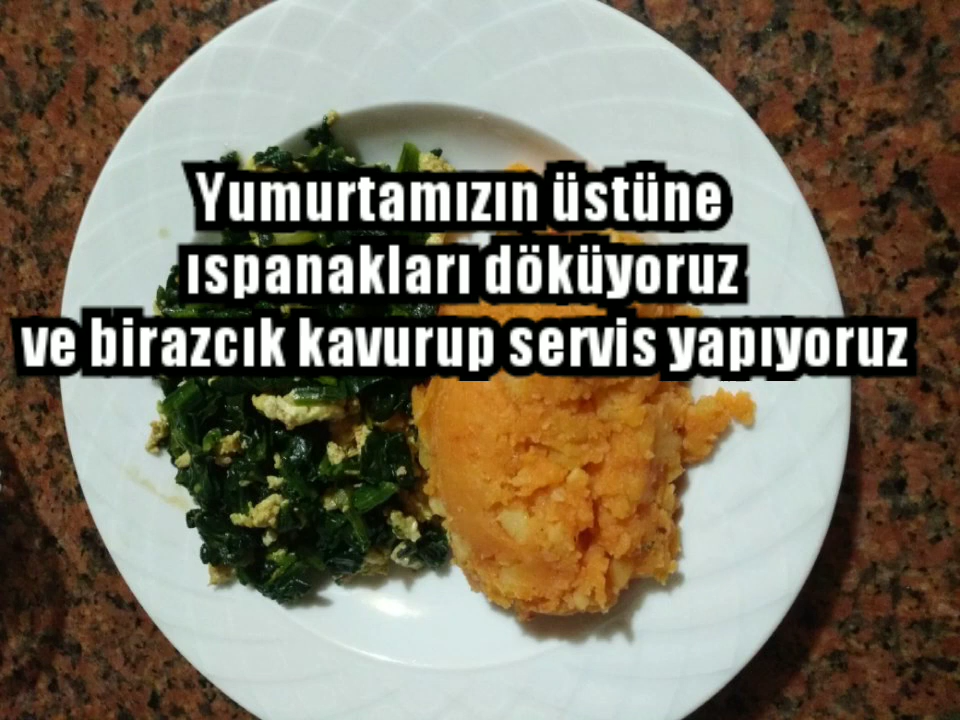 Yumurtamızın üstüne
ıspanakları döküyoruz
ve birazcık kavurup servis yapıyoruz